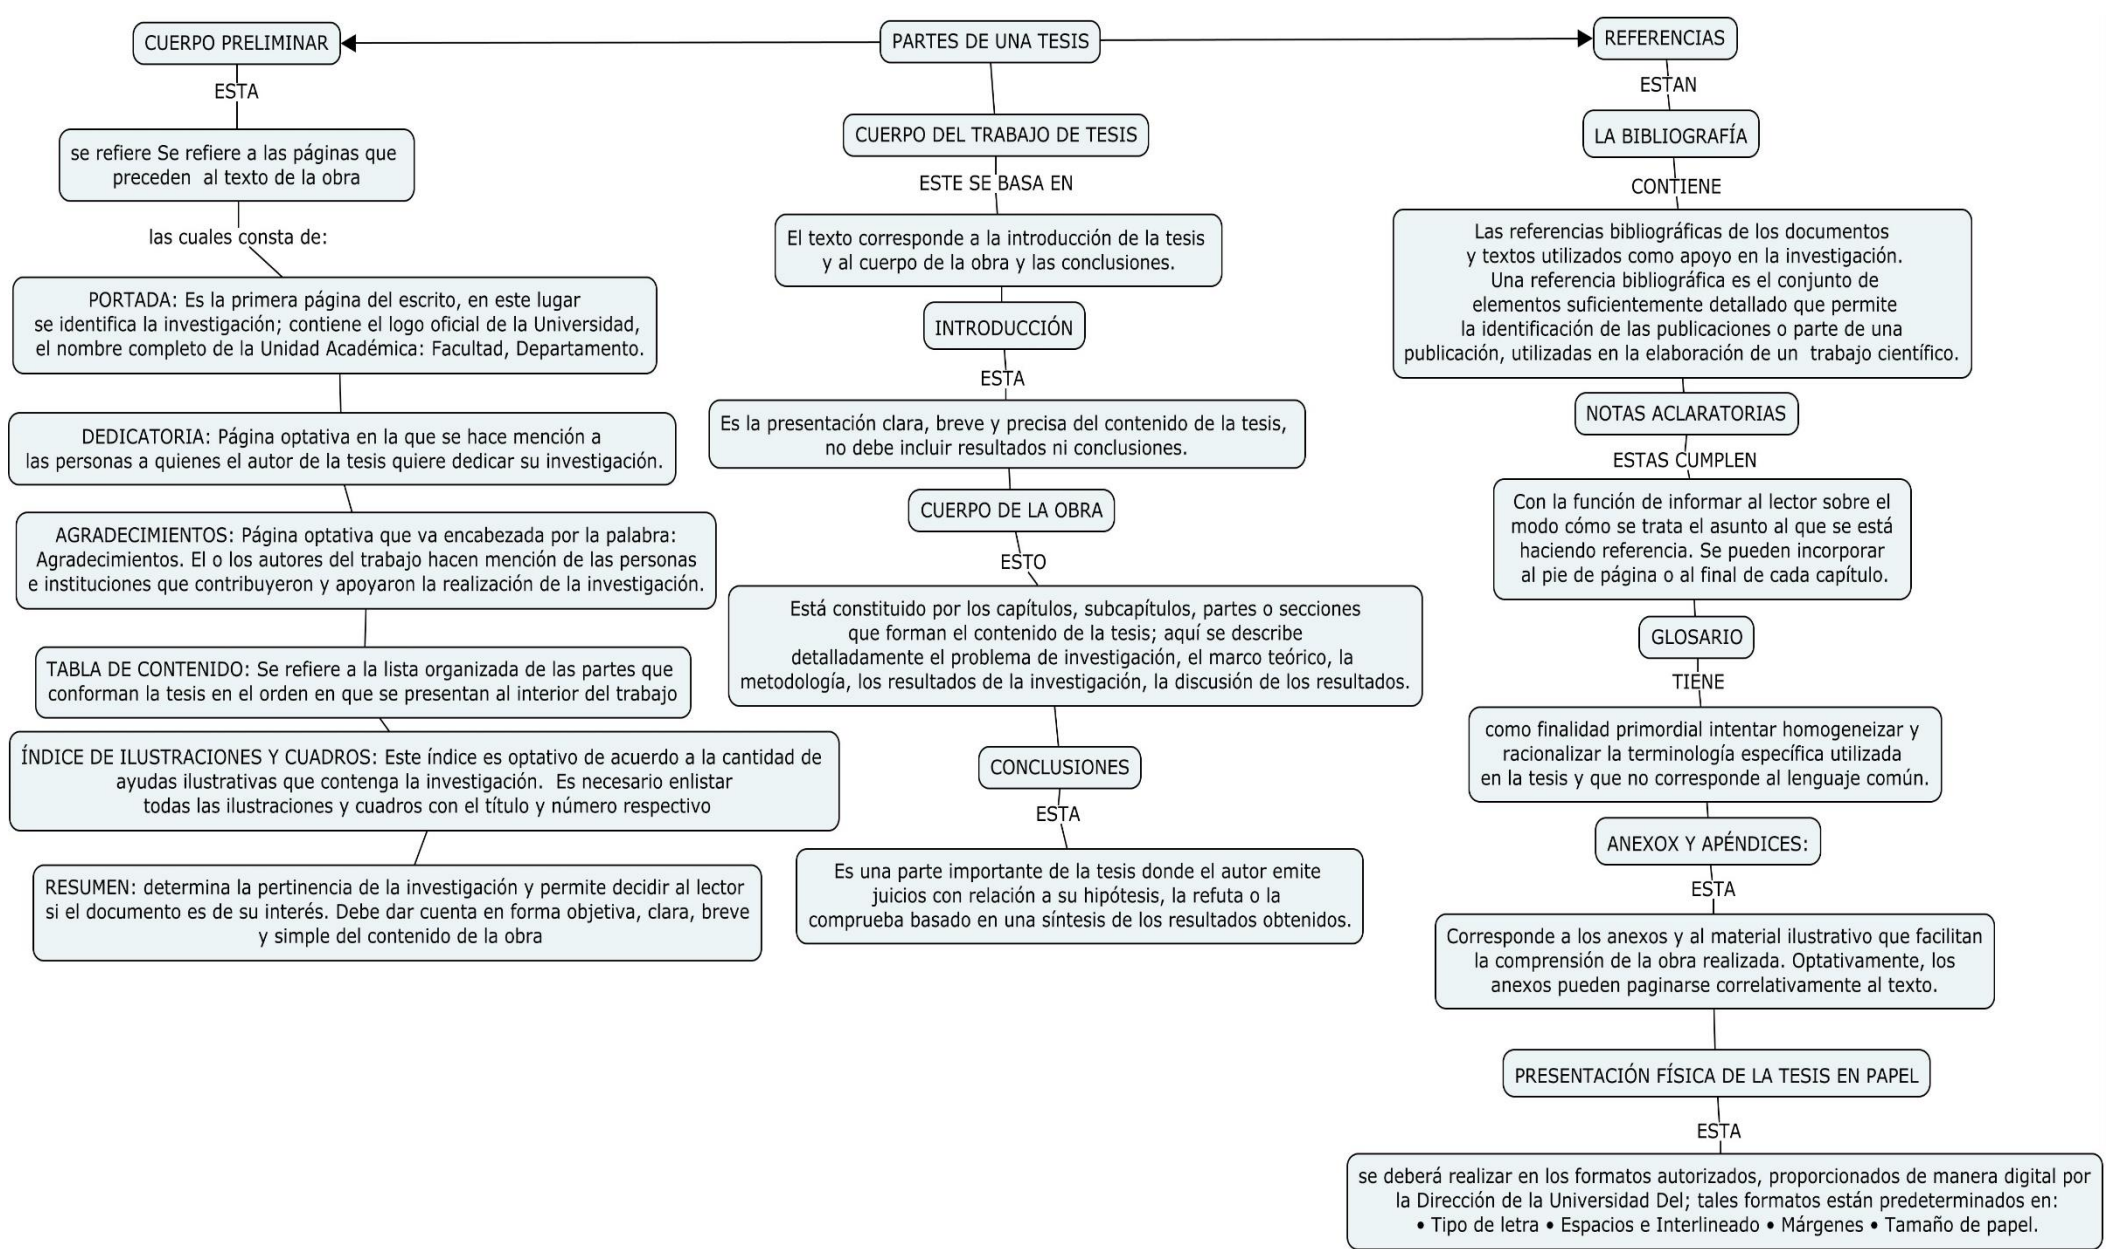 PARTES DE UNA TESIS
CUERPO PRELIMINAR
ESTA
se refiere Se refiere a las páginas que
preceden al texto de la obra
las cuales consta de:
PORTADA: Es la primera página del escrito, en este lugar
se identifica la investigación; contiene el logo oficial de la Universidad,
el nombre completo de la Unidad Académica: Facultad, Departamento.
DEDICATORIA: Página optativa en la que se hace mención a
las personas a quienes el autor de la tesis quiere dedicar su investigación.
AGRADECIMIENTOS: Página optativa que va encabezada por la palabra:
Agradecimientos. El o los autores del trabajo hacen mención de las personas
e instituciones que contribuyeron y apoyaron la realización de la investigación.
TABLA DE CONTENIDO: Se refiere a la lista organizada de las partes que
conforman la tesis en el orden en que se presentan al interior del trabajo
ÍNDICE DE ILUSTRACIONES Y CUADROS: Este índice es optativo de acuerdo a la cantidad de
ayudas ilustrativas que contenga la investigación. Es necesario enlistar
todas las ilustraciones y cuadros con el título y número respectivo
RESUMEN: determina la pertinencia de la investigación y permite decidir al lector
si el documento es de su interés. Debe dar cuenta en forma objetiva, clara, breve
y simple del contenido de la obra
CUERPO DEL TRABAJO DE TESIS
ESTE SE BASA EN
El texto corresponde a la introducción de la tesis
y al cuerpo de la obra y las conclusiones.
INTRODUCCIÓN
ESTA
Es la presentación clara, breve y precisa del contenido de la tesis,
no debe incluir resultados ni conclusiones.
CUERPO DE LA OBRA
ESTO
Está constituido por los capítulos, subcapítulos, partes o secciones
que forman el contenido de la tesis; aquí se describe
detalladamente el problema de investigación, el marco teórico, la
metodología, los resultados de la investigación, la discusión de los resultados.
CONCLUSIONES
ESTA
Es una parte importante de la tesis donde el autor emite
juicios con relación a su hipótesis, la refuta o la
comprueba basado en una síntesis de los resultados obtenidos.
REFERENCIAS
ESTAN
LA BIBLIOGRAFÍA
CONTIENE
Las referencias bibliográficas de los documentos
y textos utilizados como apoyo en la investigación.
Una referencia bibliográfica es el conjunto de
elementos suficientemente detallado que permite
la identificación de las publicaciones o parte de una
publicación, utilizadas en la elaboración de un trabajo científico.
NOTAS ACLARATORIAS
ESTAS CUMPLEN
Con la función de informar al lector sobre el
modo cómo se trata el asunto al que se está
haciendo referencia. Se pueden incorporar
al pie de página o al final de cada capítulo.
GLOSARIO
TIENE
como finalidad primordial intentar homogeneizar y
racionalizar la terminología específica utilizada
en la tesis y que no corresponde al lenguaje común.
ANEXOX Y APÉNDICES:
ESTA
Corresponde a los anexos y al material ilustrativo que facilitan
la comprensión de la obra realizada. Optativamente, los
anexos pueden paginarse correlativamente al texto.
PRESENTACIÓN FÍSICA DE LA TESIS EN PAPEL
ESTA
se deberá realizar en los formatos autorizados, proporcionados de manera digital por
la Dirección de la Universidad Del; tales formatos están predeterminados en:
• Tipo de letra • Espacios e Interlineado • Márgenes • Tamaño de papel.